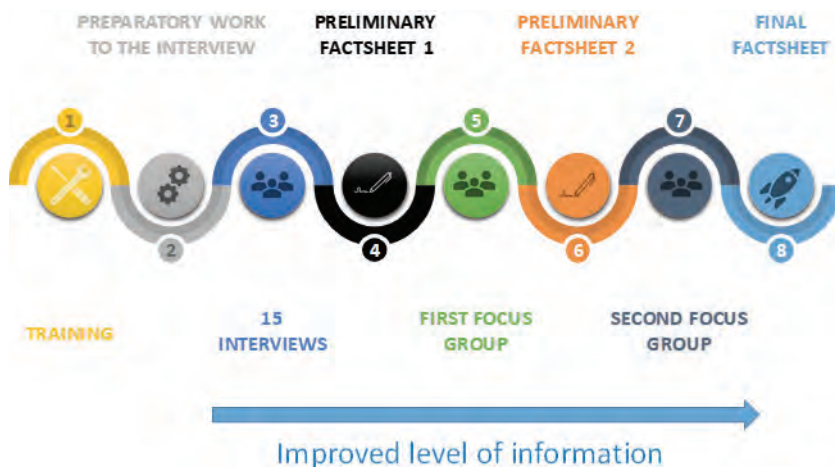 PREPARATORY WORK
TO THE INTERVIEW
PRELIMINARY
FACTSHEET 1
PRELIMINARY
FACTSHEET 2
FINAL
FACTSHEET
1
3
5
7
2
4
6
8
TRAINING
15
INTERVIEWS
FIRST FOCUS
GROUP
SECOND FOCUS
GROUP
Improved level of information